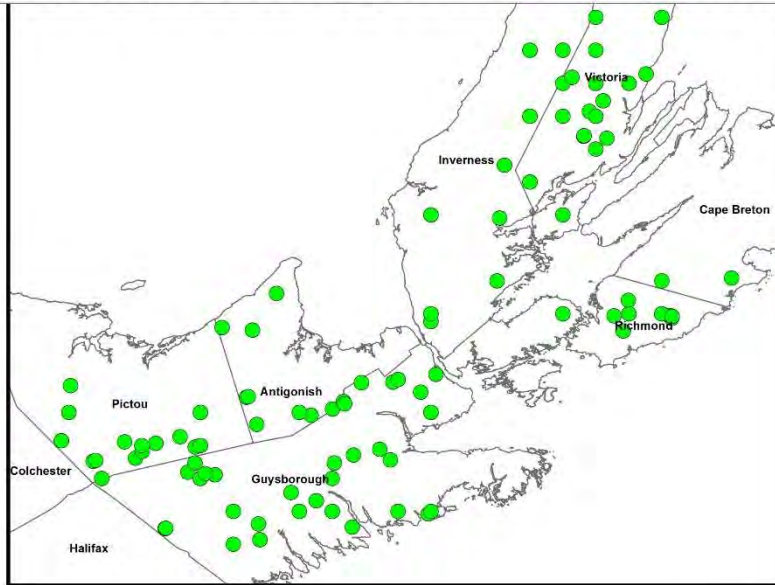 Victoria
Inverness
Cape Breton
Richmond
Antigonish
Pictou
Colchester
Guysborough
Halifax